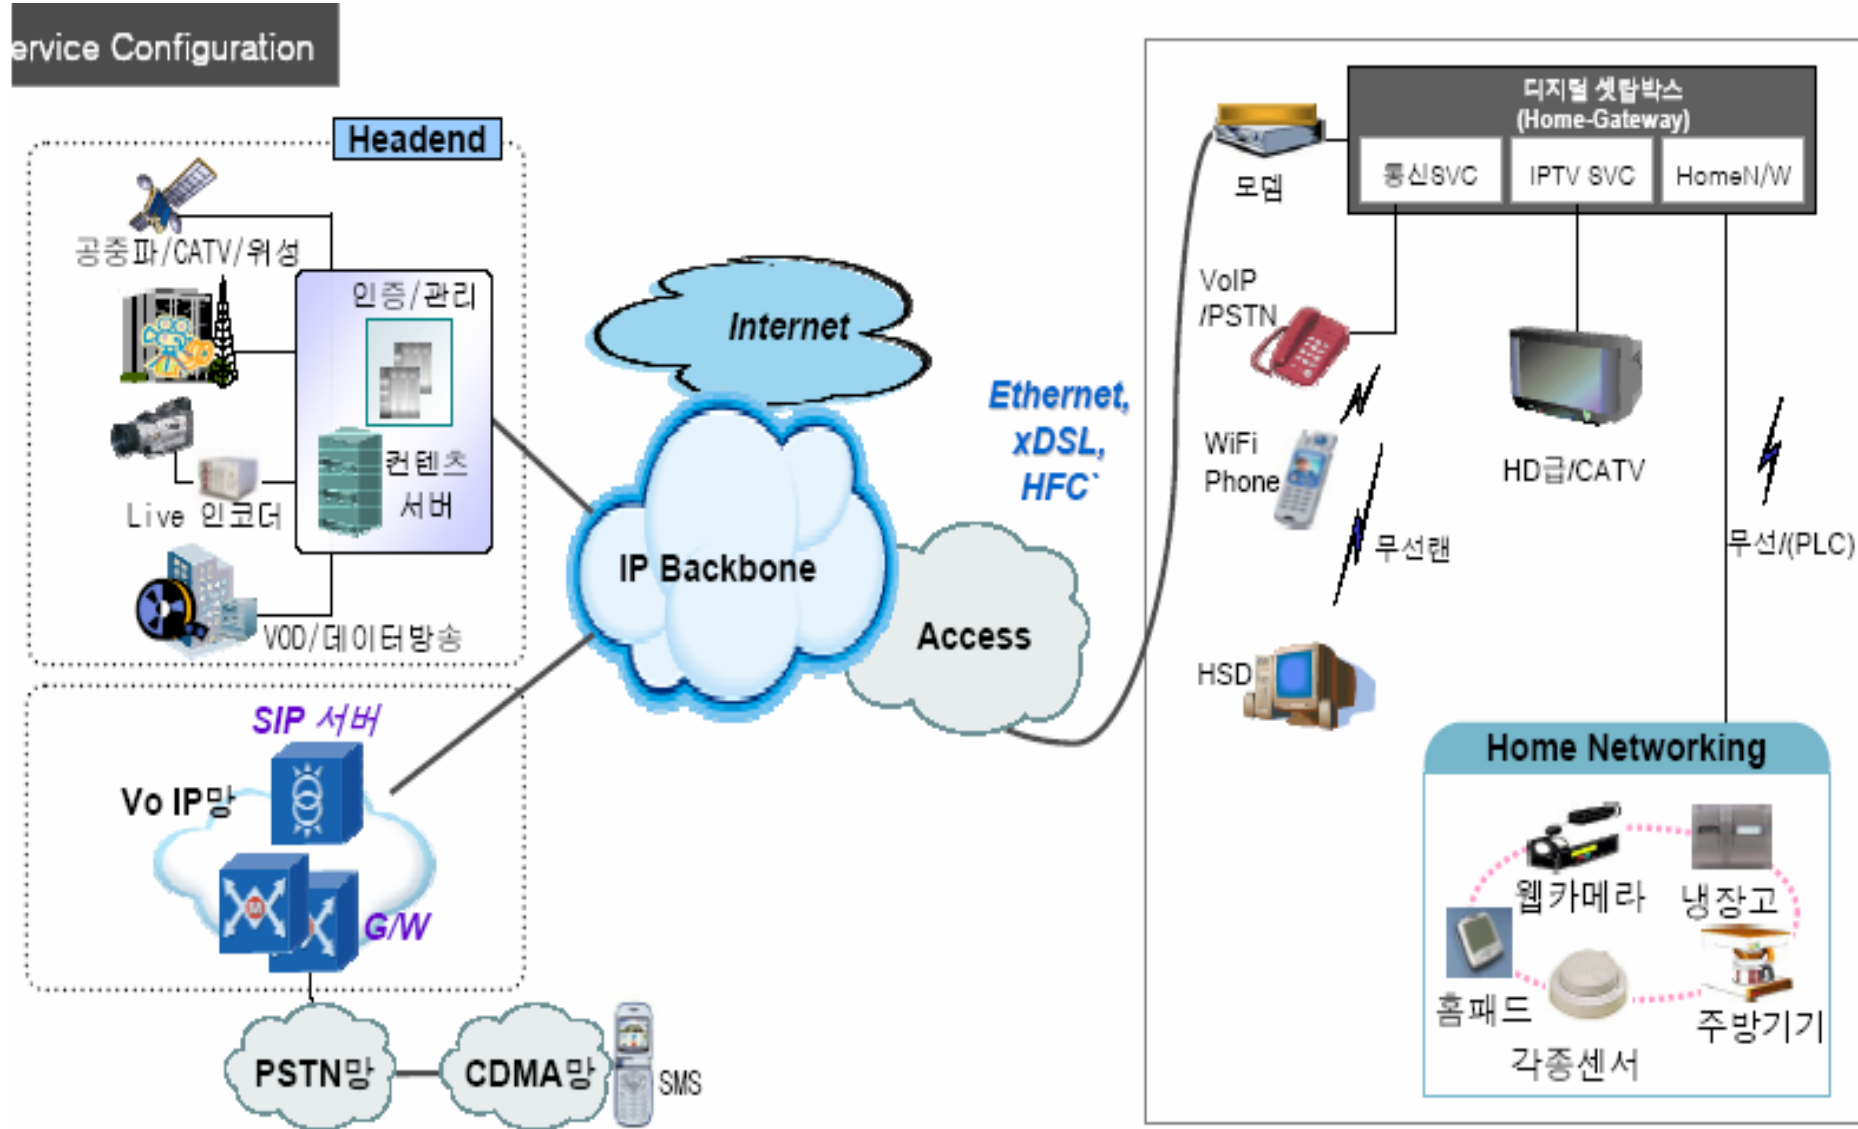 ervice Configuration
Headend
공중파/CATV/위성
인증/관리
컨텐츠
서버
Live 인코더
VOD/데이터방송
SIP 서버
Vo IP망
G/W
PSTN망
CDMA망
SMS
Internet
IP Backbone
Access
Ethernet,
xDSL,
HFC`
모뎀
디지털 셋탑박스
(Home-Gateway)
통신SVC
IPTV SVC
HomeN/W
VoIP
/PSTN
WiFi
Phone
HD급/CATV
무선랜
무선/(PLC)
HSD
Home Networking
웹카메라
냉장고
홈패드
주방기기
각종센서